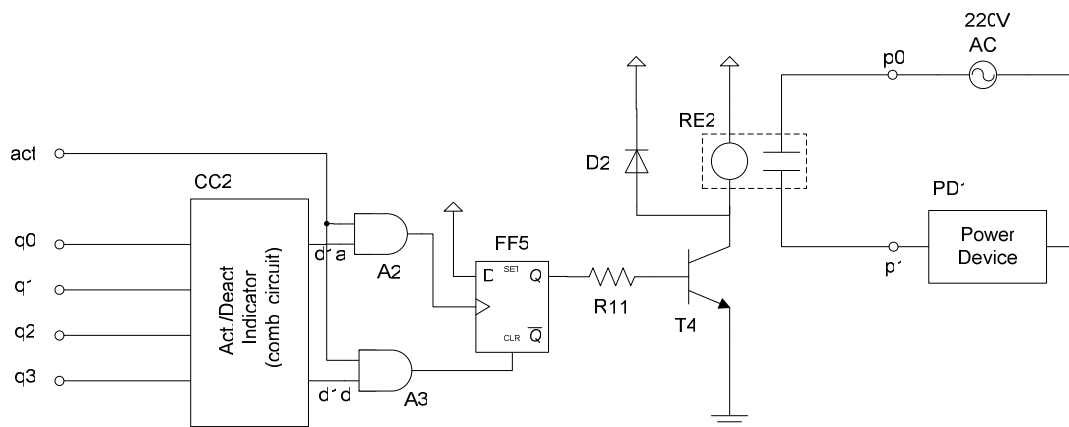 220V
AC
p0
RE2
act
D2
CC2
PD1
q0
d1a
A2
FF5
Power
Device
q1
D SET Q
p1
Act./Deact
Indicator
(comb circuit)
R11
q2
T4
CLR Q
q3
d1d
A3